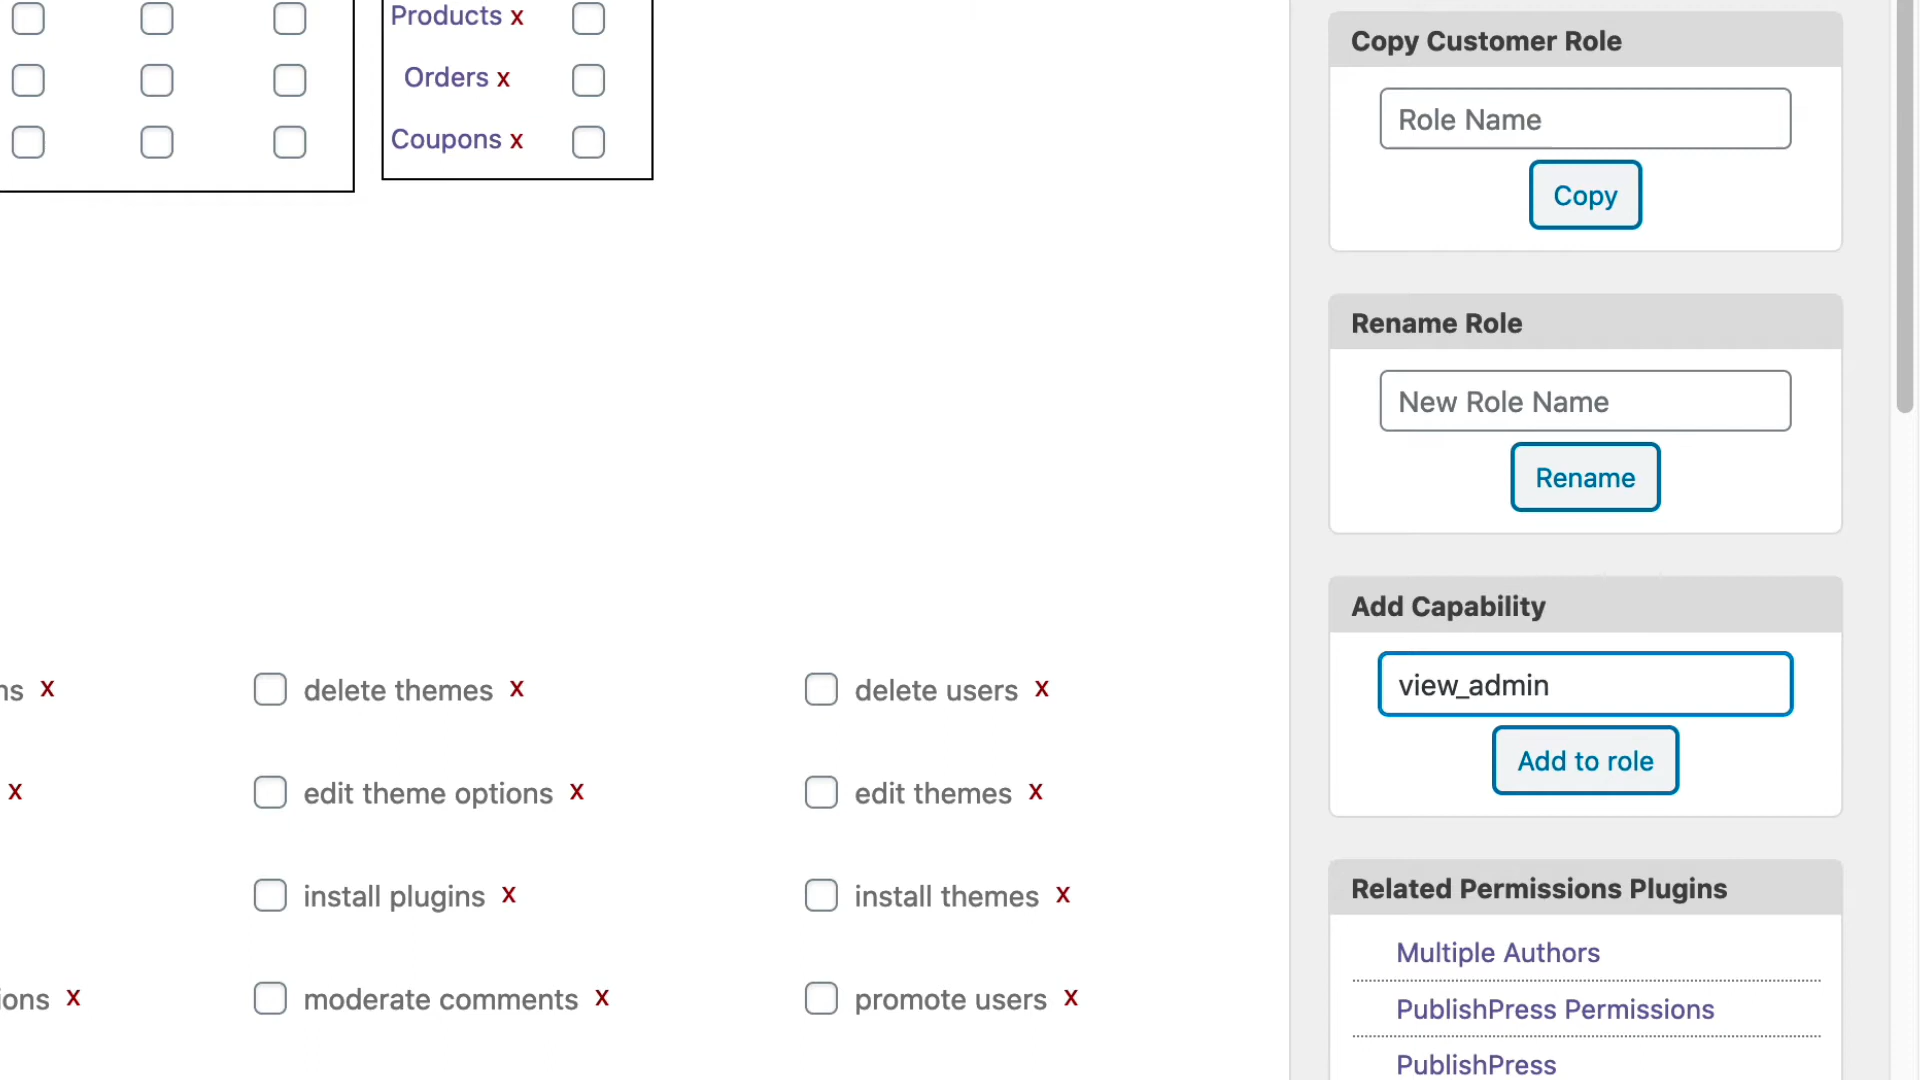 Products x
Orders x
Coupons x
ns x
delete themes x
delete users x
x
edit theme options x
edit themes x
install plugins x
install themes x
ions x
moderate comments x
promote users x
Copy Customer Role
Role Name
Copy
Rename Role
New Role Name
Rename
Add Capability
view_admin
Add to role
Related Permissions Plugins
Multiple Authors
PublishPress Permissions
PublishPress